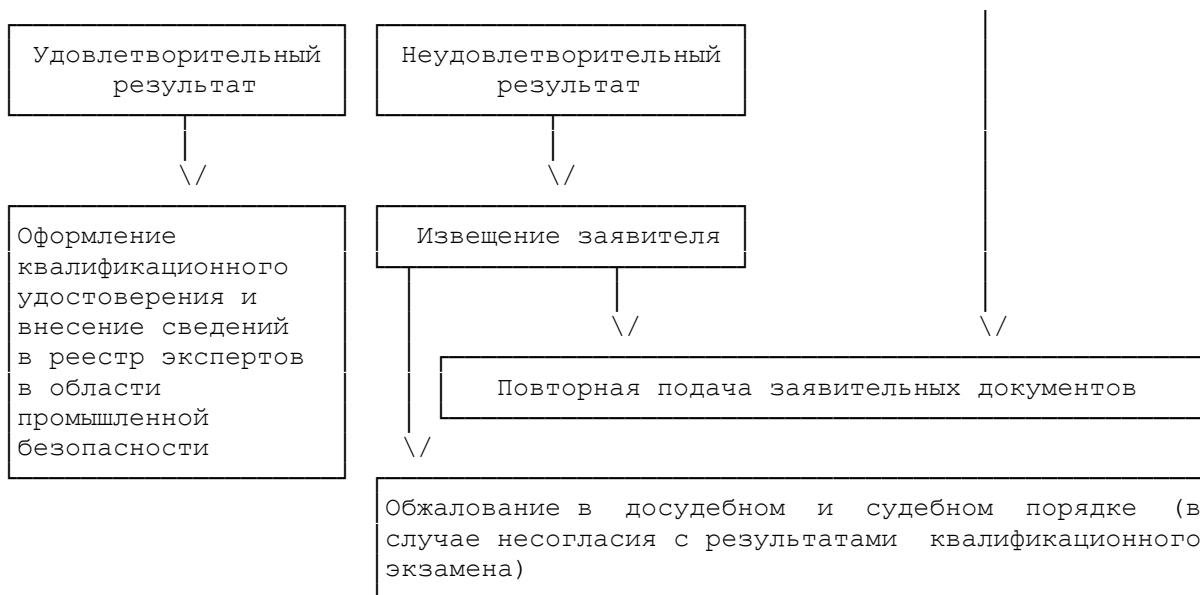 Удовлетворительный
результат
Неудовлетворительный
результат
Оформление
квалификационного
удостоверения и
внесение сведений
в реестр экспертов
в области
промышленной
безопасности
Извещение заявителя
Повторная подача заявительных документов
Обжалование в досудебном и судебном порядке (в
случае несогласия с результатами квалификационного
экзамена)